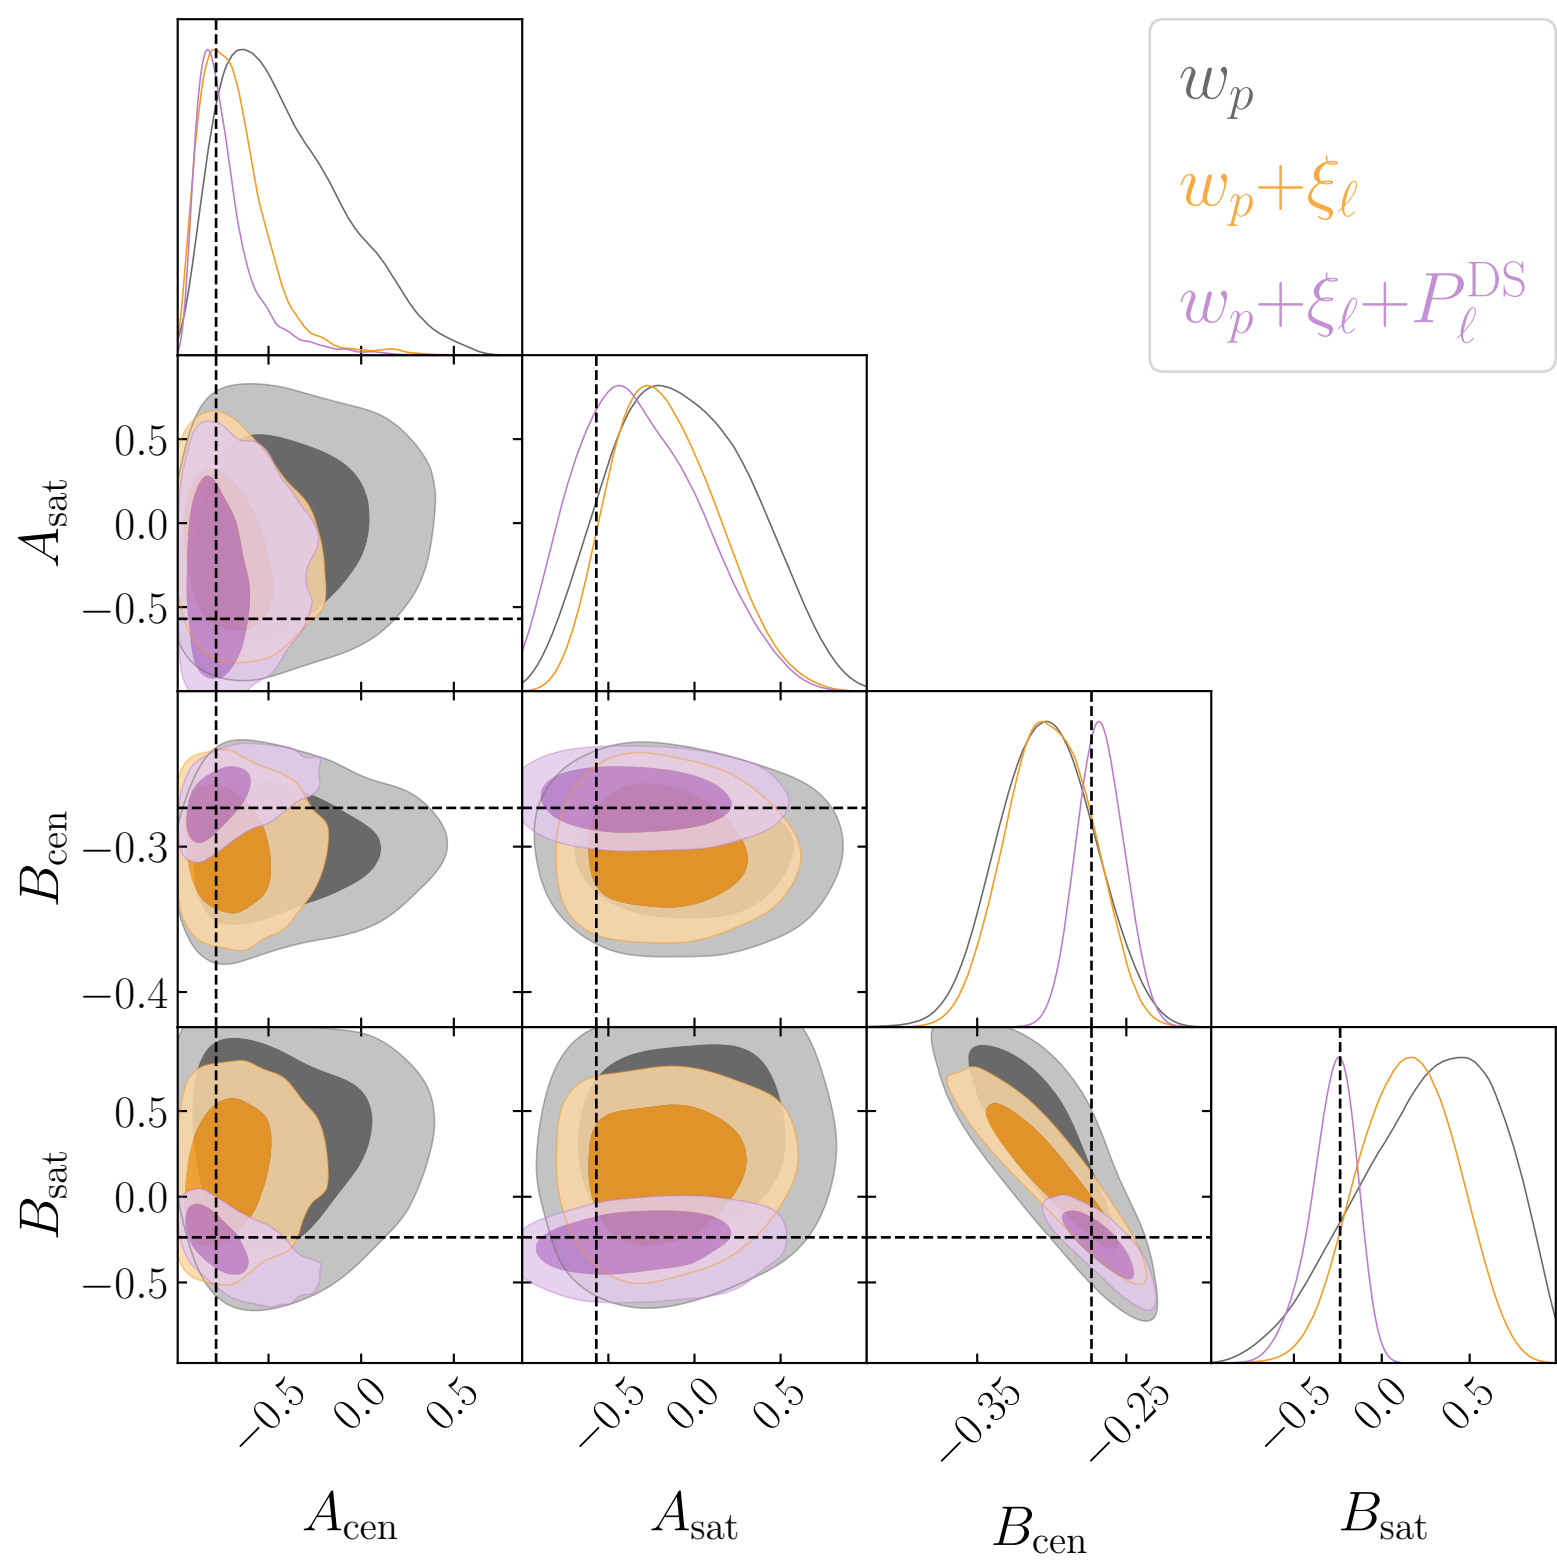 w_p
w_p+ξ_ℓ
w_p+ξ_ℓ+P_ℓ^DS
A_sat
0.5
0.0
−0.5
B_cen
−0.3
−0.4
B_sat
0.5
0.0
−0.5
−0.5 0.0 0.5 −0.5 0.0 0.5 −0.35 −0.25 −0.5 0.0 0.5
A_cen A_sat B_cen B_sat